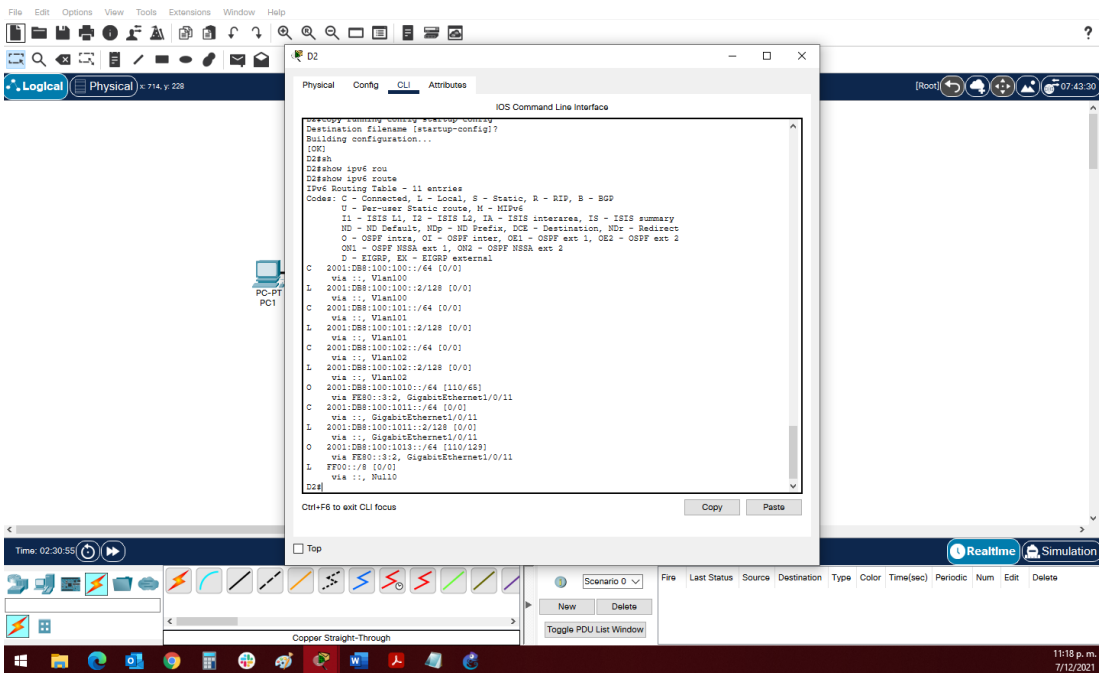 File Edit Options View Tools Extensions Window Help
?
D2
Logical Physical x: 714, y: 228
[Root] 07:43:30
Physical Config CLI Attributes
IOS Command Line Interface
D2#copy running-config startup-config
Destination filename [startup-config]?
Building configuration...
[OK]
D2#sh
D2#show ipv6 rou
D2#show ipv6 route
IPv6 Routing Table - 11 entries
Codes: C - Connected, L - Local, S - Static, R - RIP, B - BGP
U - Per-user Static route, M - MIPv6
I1 - ISIS L1, I2 - ISIS L2, IA - ISIS interarea, IS - ISIS summary
ND - ND Default, NDp - ND Prefix, DCE - Destination, NDr - Redirect
O - OSPF intra, OI - OSPF inter, OE1 - OSPF ext 1, OE2 - OSPF ext 2
ON1 - OSPF NSSA ext 1, ON2 - OSPF NSSA ext 2
D - EIGRP, EX - EIGRP external
C 2001:DB8:100:100::/64 [0/0]
via ::, Vlan100
L 2001:DB8:100:100::2/128 [0/0]
via ::, Vlan100
C 2001:DB8:100:101::/64 [0/0]
via ::, Vlan101
L 2001:DB8:100:101::2/128 [0/0]
via ::, Vlan101
C 2001:DB8:100:102::/64 [0/0]
via ::, Vlan102
L 2001:DB8:100:102::2/128 [0/0]
via ::, Vlan102
O 2001:DB8:100:1010::/64 [110/65]
via FE80::3:2, GigabitEthernet1/0/11
C 2001:DB8:100:1011::/64 [0/0]
via ::, GigabitEthernet1/0/11
L 2001:DB8:100:1011::2/128 [0/0]
via ::, GigabitEthernet1/0/11
O 2001:DB8:100:1013::/64 [110/129]
via FE80::3:2, GigabitEthernet1/0/11
L FF00::/8 [0/0]
via ::, Null0
D2#
PC-PT
PC1
Ctrl+F6 to exit CLI focus
Copy Paste
Top
Time: 02:30:55
Realtime Simulation
Scenario 0
Fire Last Status Source Destination Type Color Time(sec) Periodic Num Edit Delete
New Delete
Toggle PDU List Window
Copper Straight-Through
11:18 p. m.
7/12/2021